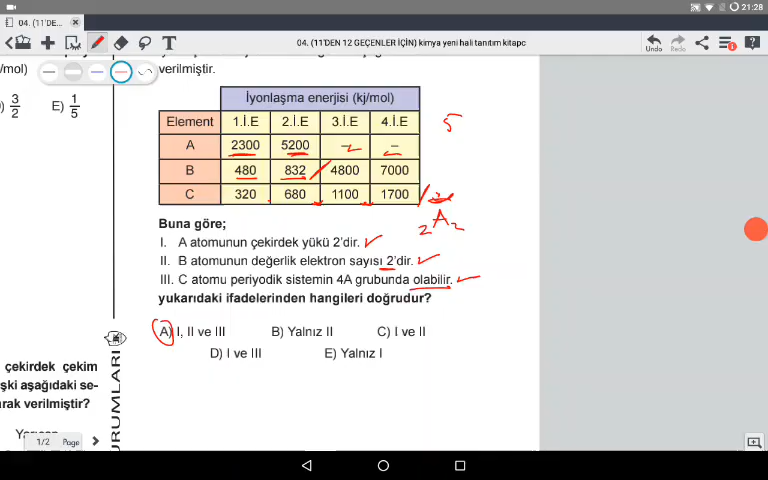 21:28
04. (11'DE...
T
04. (11'DEN 12 GEÇENLER İÇİN) kimya yeni hali tanıtım kitapc
Undo
Redo
/mol)
verilmiştir.
) 3/2 E) 1/5
İyonlaşma enerjisi (kj/mol)
Element 1.İ.E 2.İ.E 3.İ.E 4.İ.E
A 2300 5200 – –
B 480 832 4800 7000
C 320 680 1100 1700
5
2A2
Buna göre;
I. A atomunun çekirdek yükü 2'dir.
II. B atomunun değerlik elektron sayısı 2'dir.
III. C atomu periyodik sistemin 4A grubunda olabilir.
yukarıdaki ifadelerinden hangileri doğrudur?
A) I, II ve III B) Yalnız II C) I ve II
D) I ve III E) Yalnız I
çekirdek çekim
şki aşağıdaki se-
arak verilmiştir?
URUMLARI
1/2 Page